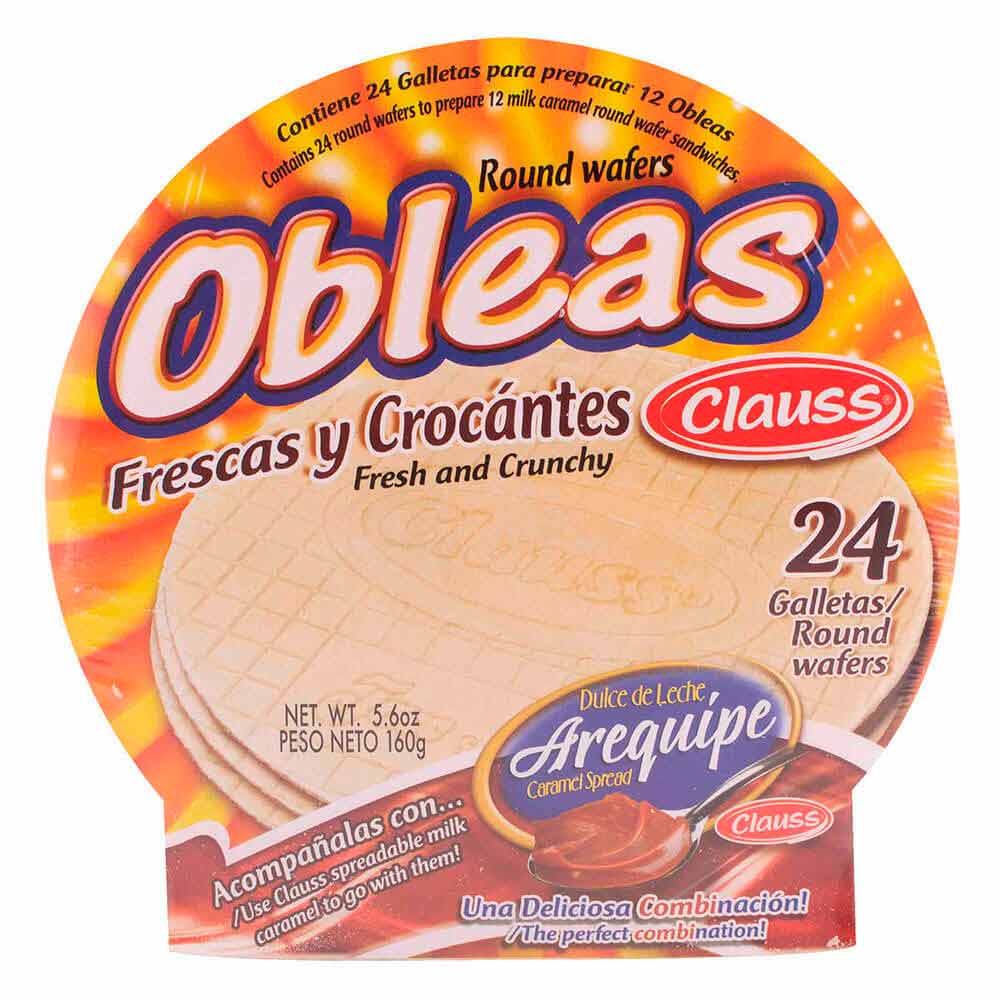 Contiene 24 Galletas para preparar 12 Obleas
Contains 24 round wafers to prepare 12 milk caramel round wafer sandwiches.
Round wafers
Obleas
Frescas y Crocántes
Fresh and Crunchy
Clauss®
Clauss
24
Galletas/
Round
wafers
NET. WT. 5.6oz
PESO NETO 160g
Dulce de Leche
Arequipe
Caramel Spread
Clauss
Acompañalas con...
/Use Clauss spreadable milk
caramel to go with them!
Una Deliciosa Combinación!
/The perfect combination!